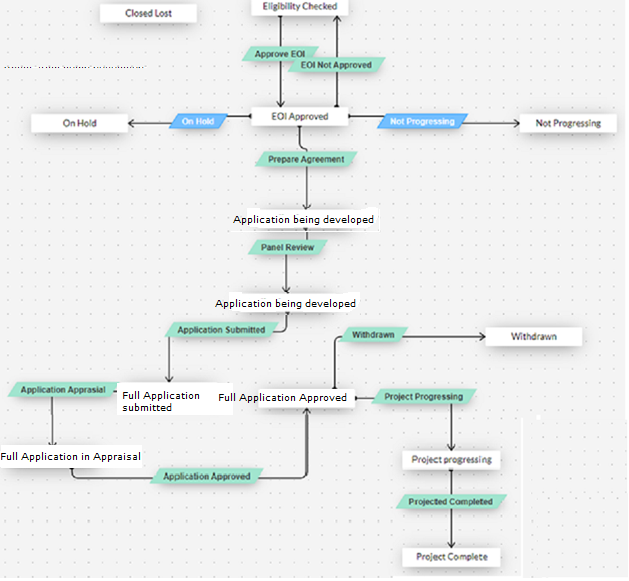 Eligibility Checked
Closed Lost
Approve EOI
EOI Not Approved
On Hold
On Hold
EOI Approved
Not Progressing
Not Progressing
Prepare Agreement
Application being developed
Panel Review
Application being developed
Application Submitted
Withdrawn
Withdrawn
Application Apprasial
Full Application
submitted
Full Application Approved
Project Progressing
Full Application in Appraisal
Application Approved
Project progressing
Projected Completed
Project Complete